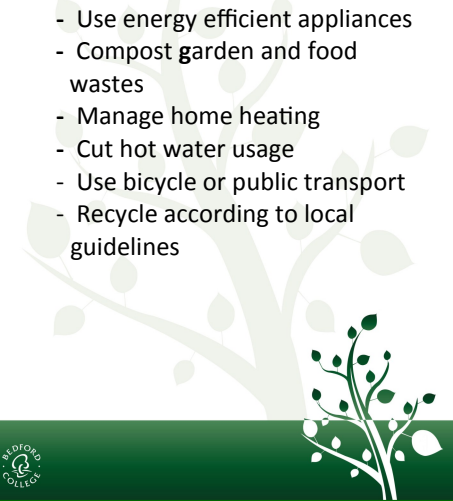 - Use energy efficient appliances
- Compost garden and food
wastes
- Manage home heating
- Cut hot water usage
- Use bicycle or public transport
- Recycle according to local
guidelines
BEDFORD
COLLEGE